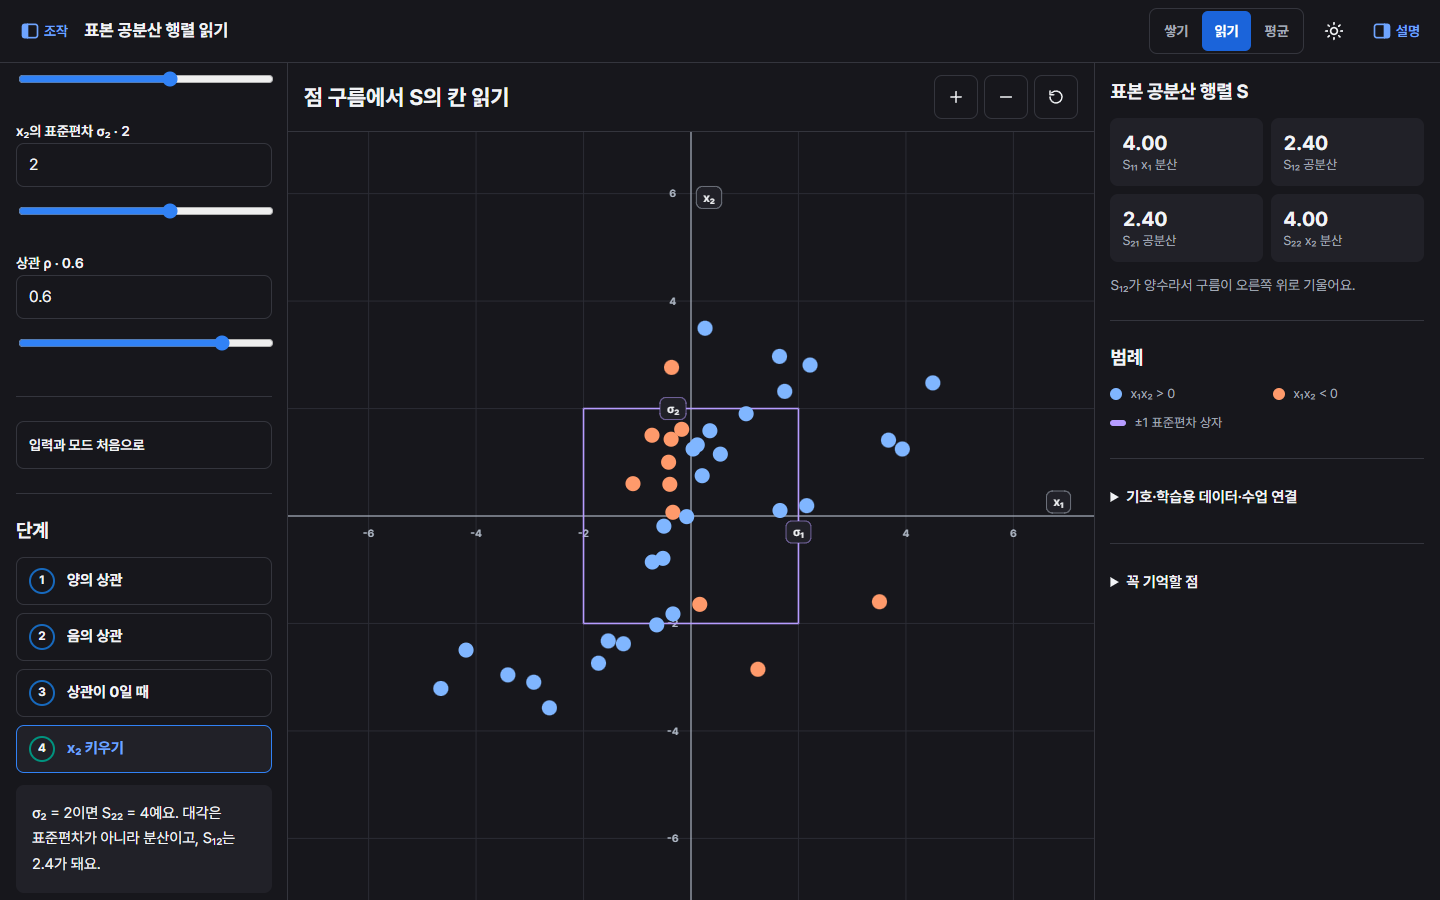 조작
표본 공분산 행렬 읽기
쌓기
읽기
평균
설명
x₂의 표준편차 σ₂ · 2
2
상관 ρ · 0.6
0.6
입력과 모드 처음으로
단계
1 양의 상관
2 음의 상관
3 상관이 0일 때
4 x₂ 키우기
σ₂ = 2이면 S₂₂ = 4예요. 대각은
표준편차가 아니라 분산이고, S₁₂는
2.4가 돼요.
점 구름에서 S의 칸 읽기
+
−
6
x₂
4
σ₂
x₁
-6
-4
-2
σ₁
4
6
-2
-4
-6
표본 공분산 행렬 S
4.00
S₁₁ x₁ 분산
2.40
S₁₂ 공분산
2.40
S₂₁ 공분산
4.00
S₂₂ x₂ 분산
S₁₂가 양수라서 구름이 오른쪽 위로 기울어요.
범례
x₁x₂ > 0
x₁x₂ < 0
±1 표준편차 상자
기호·학습용 데이터·수업 연결
꼭 기억할 점